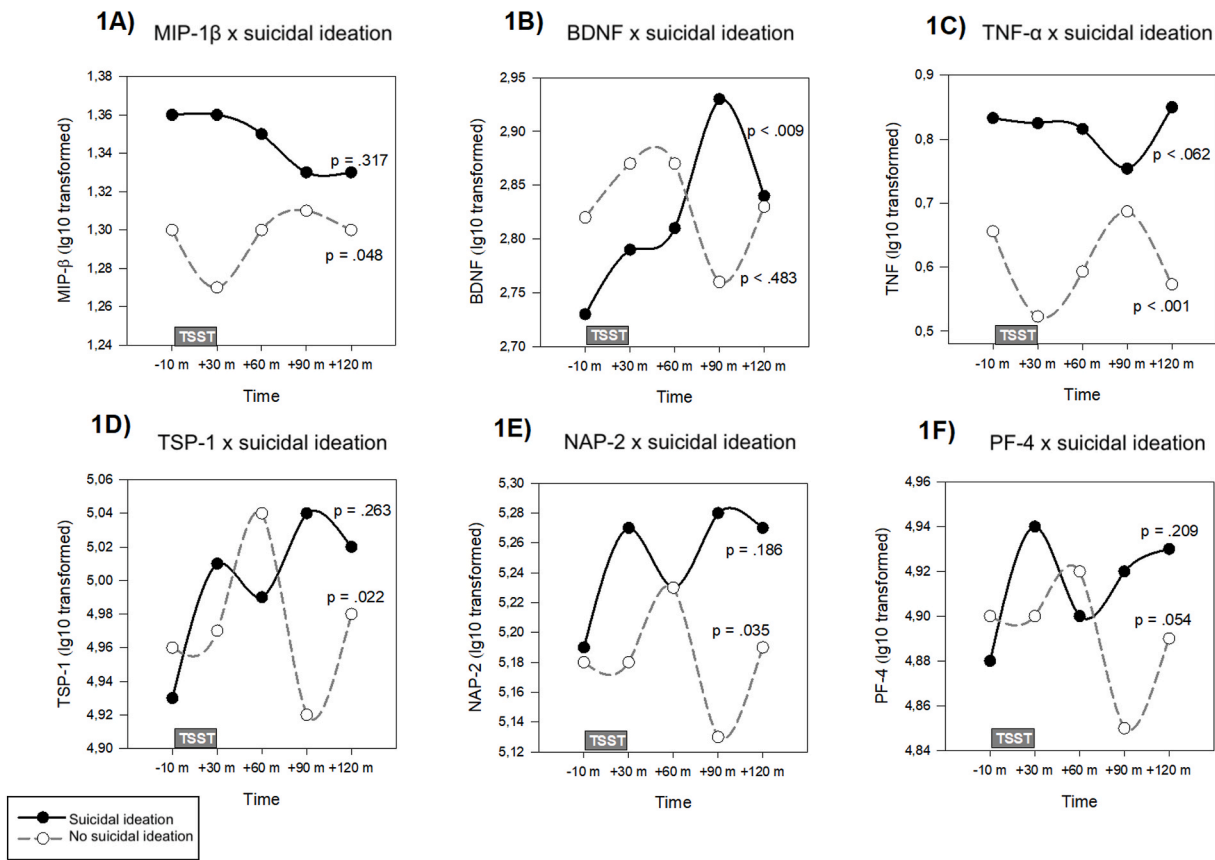 1A)
MIP-1β x suicidal ideation
1,38
1,36
1,34
1,32
1,30
1,28
1,26
1,24
MIP-β (lg10 transformed)
p = .317
p = .048
TSST
-10 m +30 m +60 m +90 m +120 m
Time
1B)
BDNF x suicidal ideation
2,95
2,90
2,85
2,80
2,75
2,70
BDNF (lg10 transformed)
p < .009
p < .483
TSST
-10 m +30 m +60 m +90 m +120 m
Time
1C)
TNF-α x suicidal ideation
0,9
0,8
0,7
0,6
0,5
TNF (lg10 transformed)
p < .062
p < .001
TSST
-10 m +30 m +60 m +90 m +120 m
Time
1D)
TSP-1 x suicidal ideation
5,06
5,04
5,02
5,00
4,98
4,96
4,94
4,92
4,90
TSP-1 (lg10 transformed)
p = .263
p = .022
TSST
-10 m +30 m +60 m +90 m +120 m
Time
1E)
NAP-2 x suicidal ideation
5,30
5,28
5,26
5,24
5,22
5,20
5,18
5,16
5,14
5,12
NAP-2 (lg10 transformed)
p = .186
p = .035
TSST
-10 m +30 m +60 m +90 m +120 m
Time
1F)
PF-4 x suicidal ideation
4,96
4,94
4,92
4,90
4,88
4,86
4,84
PF-4 (lg10 transformed)
p = .209
p = .054
TSST
-10 m +30 m +60 m +90 m +120 m
Time
Suicidal ideation
No suicidal ideation